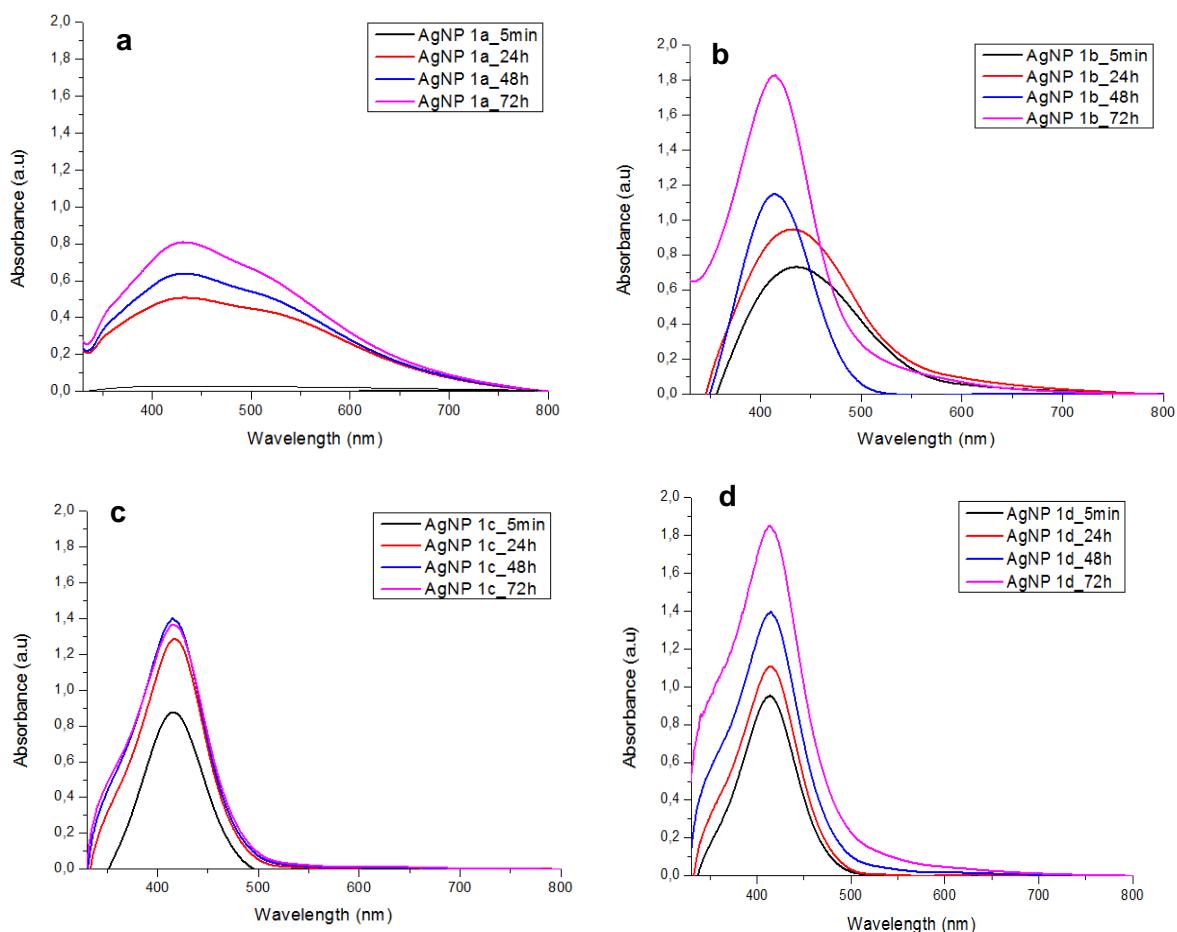 a
AgNP 1a_5min
AgNP 1a_24h
AgNP 1a_48h
AgNP 1a_72h
2,0
1,8
1,6
1,4
1,2
1,0
0,8
0,6
0,4
0,2
0,0
Absorbance (a.u)
400 500 600 700 800
Wavelength (nm)
b
AgNP 1b_5min
AgNP 1b_24h
AgNP 1b_48h
AgNP 1b_72h
2,0
1,8
1,6
1,4
1,2
1,0
0,8
0,6
0,4
0,2
0,0
Absorbance (a.u)
400 500 600 700 800
Wavelength (nm)
c
AgNP 1c_5min
AgNP 1c_24h
AgNP 1c_48h
AgNP 1c_72h
2,0
1,8
1,6
1,4
1,2
1,0
0,8
0,6
0,4
0,2
0,0
Absorbance (a.u)
400 500 600 700 800
Wavelength (nm)
d
AgNP 1d_5min
AgNP 1d_24h
AgNP 1d_48h
AgNP 1d_72h
2,0
1,8
1,6
1,4
1,2
1,0
0,8
0,6
0,4
0,2
0,0
Absorbance (a.u)
400 500 600 700 800
Wavelength (nm)